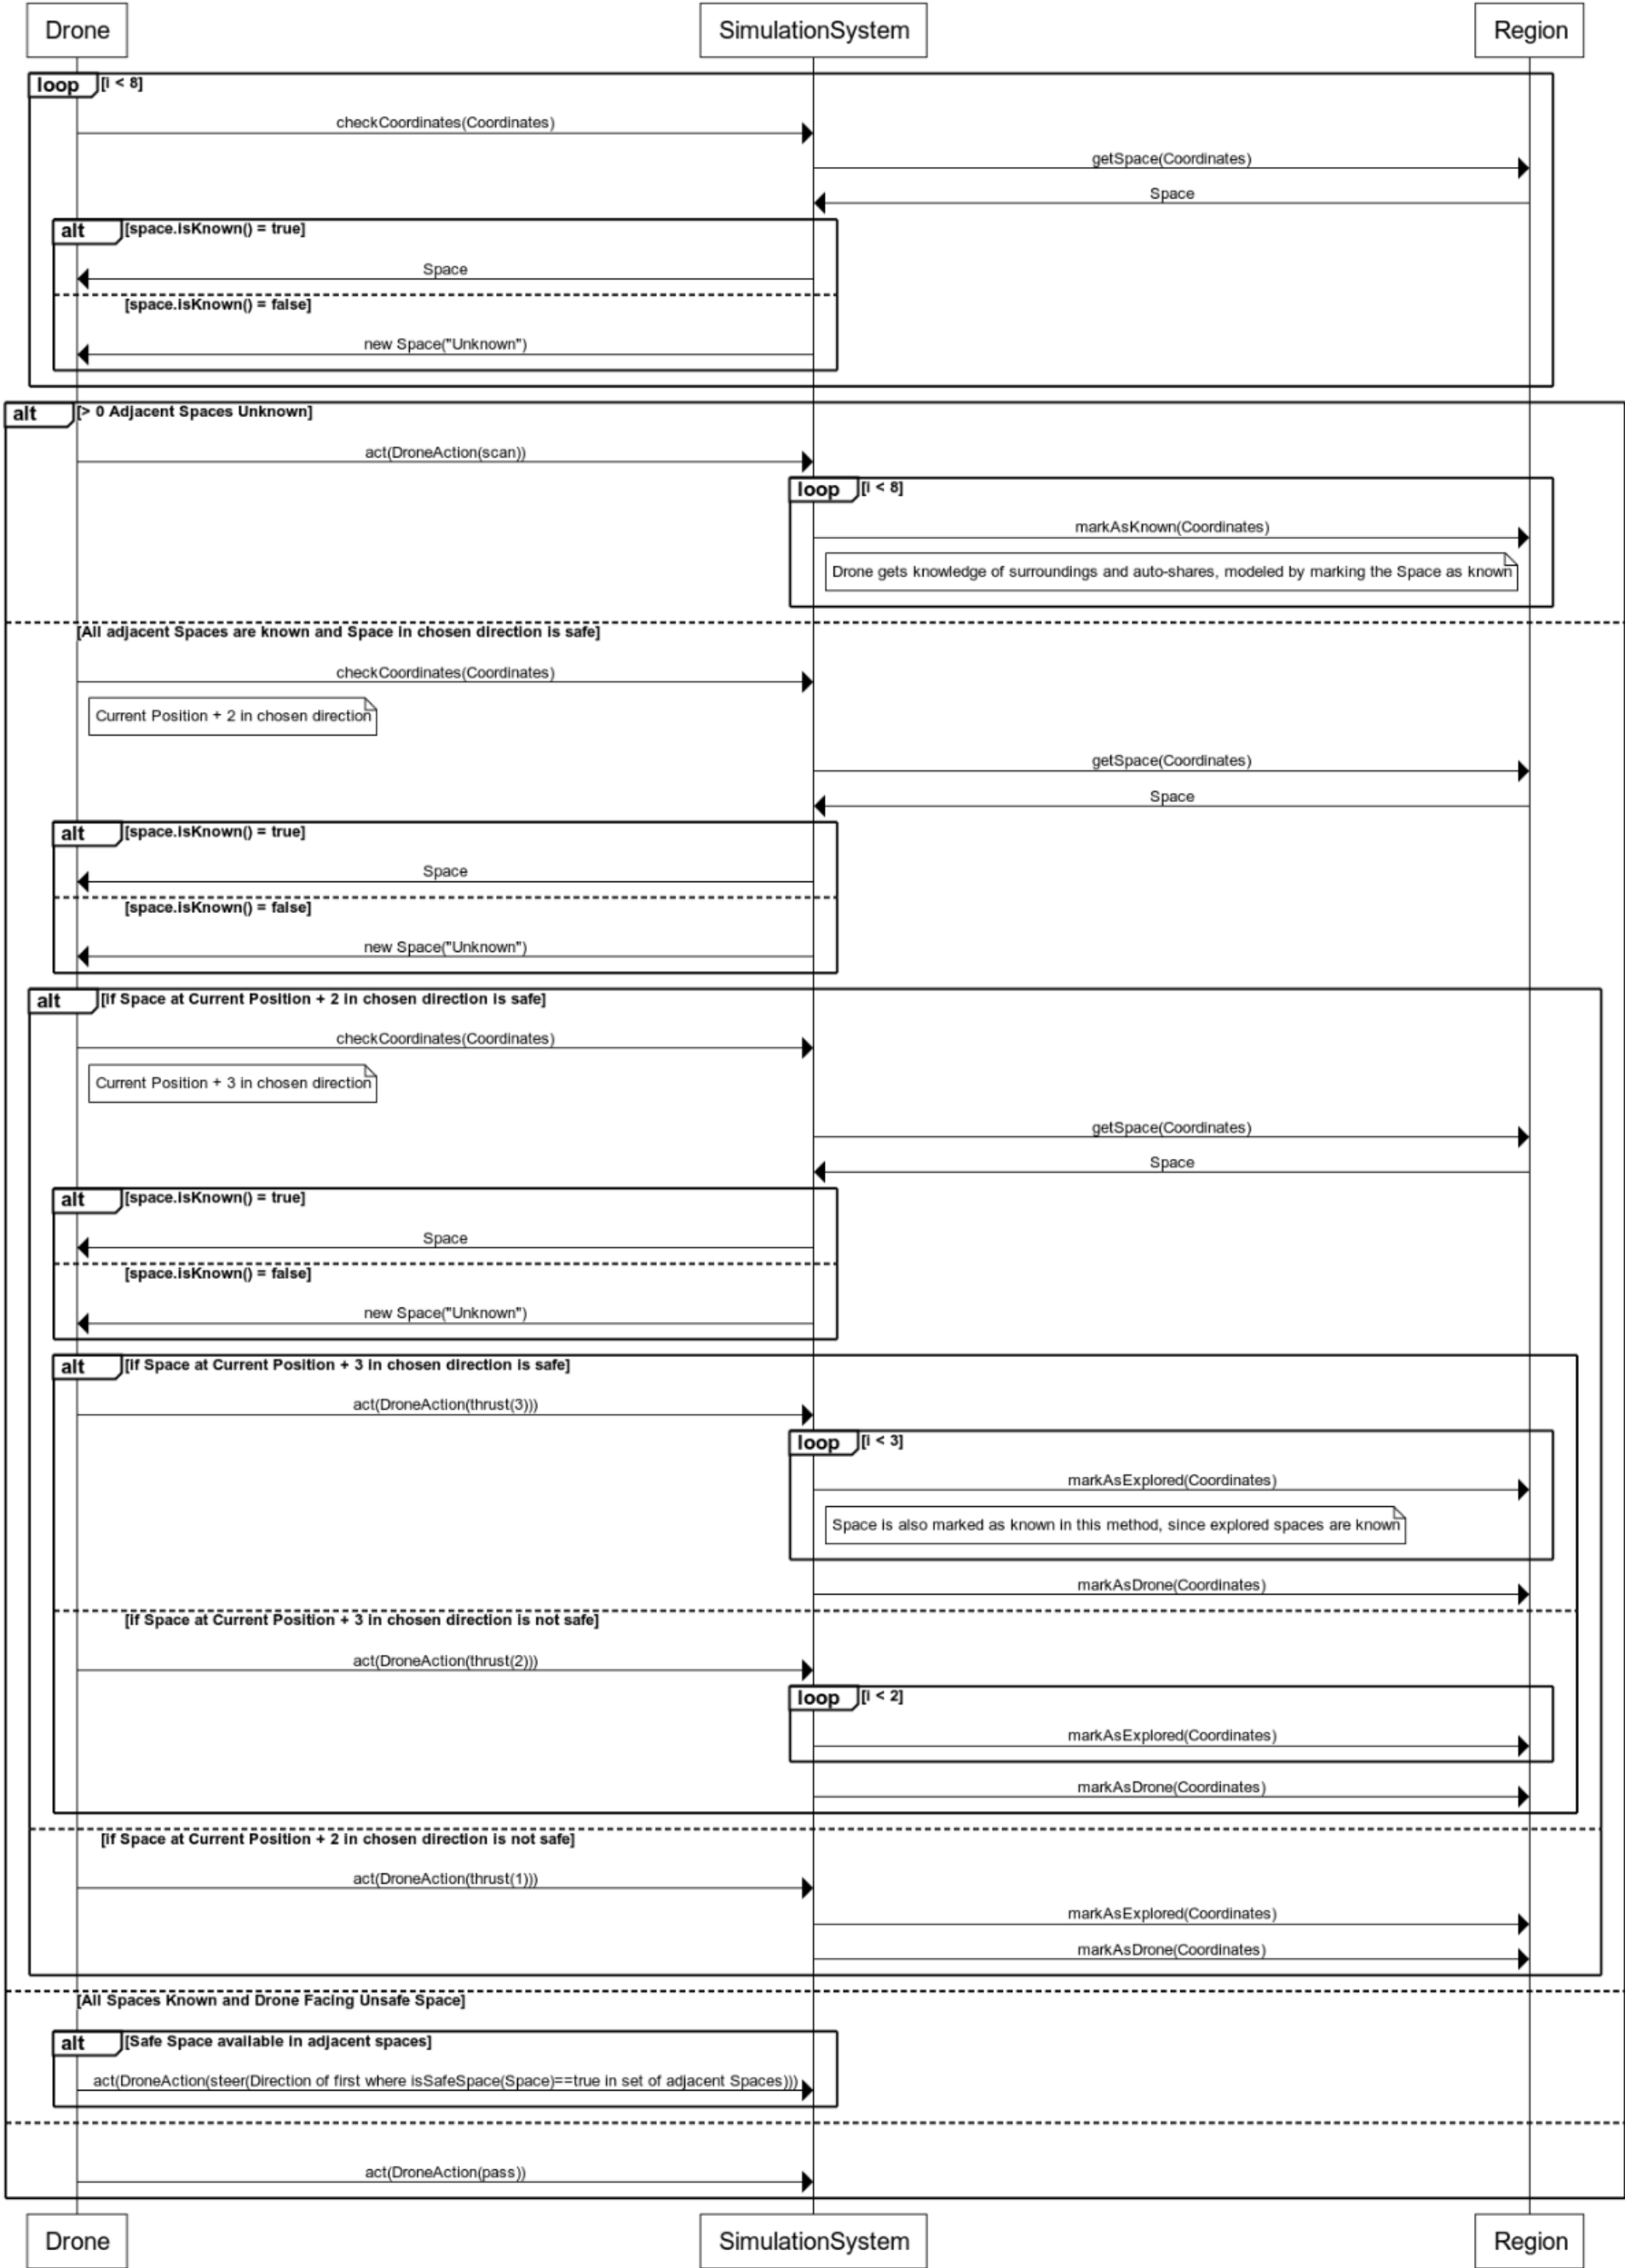 Drone
SimulationSystem
Region
loop [i < 8]
checkCoordinates(Coordinates)
getSpace(Coordinates)
Space
alt [space.isKnown() = true]
Space
[space.isKnown() = false]
new Space("Unknown")
alt [> 0 Adjacent Spaces Unknown]
act(DroneAction(scan))
loop [i < 8]
markAsKnown(Coordinates)
Drone gets knowledge of surroundings and auto-shares, modeled by marking the Space as known
[All adjacent Spaces are known and Space in chosen direction is safe]
checkCoordinates(Coordinates)
Current Position + 2 in chosen direction
getSpace(Coordinates)
Space
alt [space.isKnown() = true]
Space
[space.isKnown() = false]
new Space("Unknown")
alt [if Space at Current Position + 2 in chosen direction is safe]
checkCoordinates(Coordinates)
Current Position + 3 in chosen direction
getSpace(Coordinates)
Space
alt [space.isKnown() = true]
Space
[space.isKnown() = false]
new Space("Unknown")
alt [if Space at Current Position + 3 in chosen direction is safe]
act(DroneAction(thrust(3)))
loop [i < 3]
markAsExplored(Coordinates)
Space is also marked as known in this method, since explored spaces are known
markAsDrone(Coordinates)
[if Space at Current Position + 3 in chosen direction is not safe]
act(DroneAction(thrust(2)))
loop [i < 2]
markAsExplored(Coordinates)
markAsDrone(Coordinates)
[if Space at Current Position + 2 in chosen direction is not safe]
act(DroneAction(thrust(1)))
markAsExplored(Coordinates)
markAsDrone(Coordinates)
[All Spaces Known and Drone Facing Unsafe Space]
alt [Safe Space available in adjacent spaces]
act(DroneAction(steer(Direction of first where isSafeSpace(Space)==true in set of adjacent Spaces)))
act(DroneAction(pass))
Drone
SimulationSystem
Region